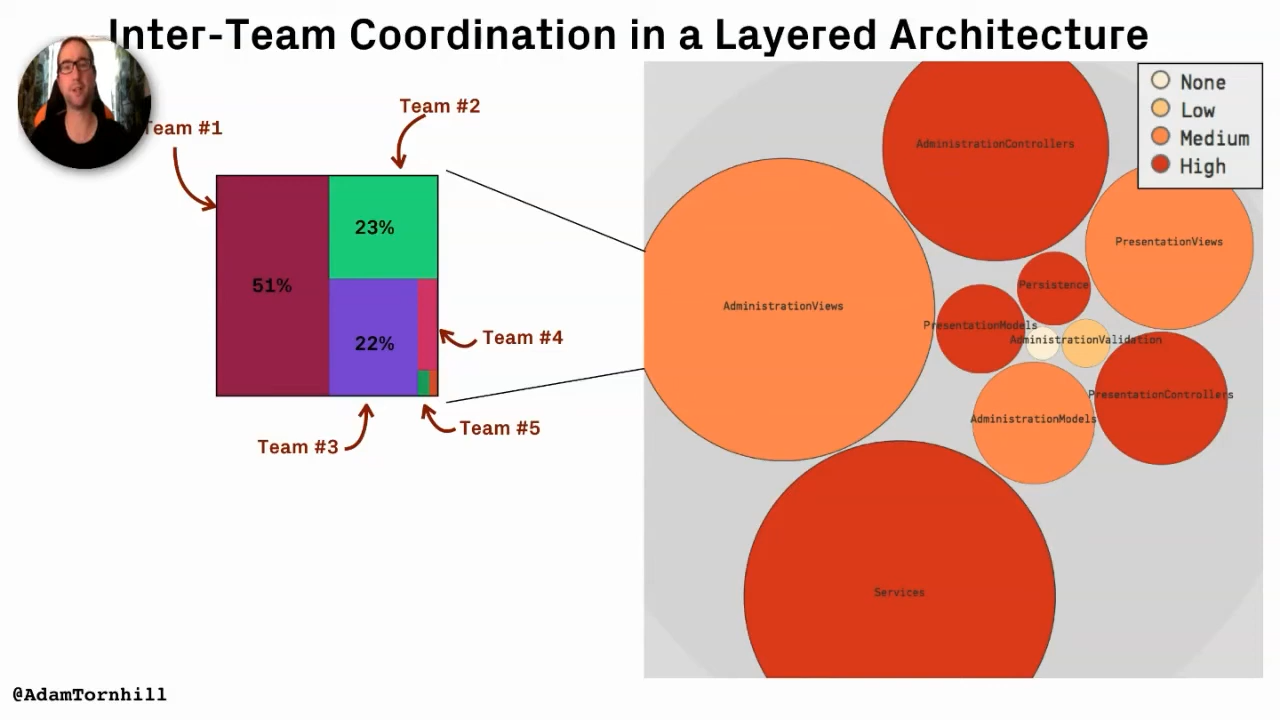 Inter-Team Coordination in a Layered Architecture
Team #1
Team #2
51%
23%
22%
Team #3
Team #4
Team #5
None
Low
Medium
High
AdministrationControllers
PresentationViews
AdministrationViews
Persistence
PresentationModels
AdministrationValidation
PresentationControllers
AdministrationModels
Services
@AdamTornhill